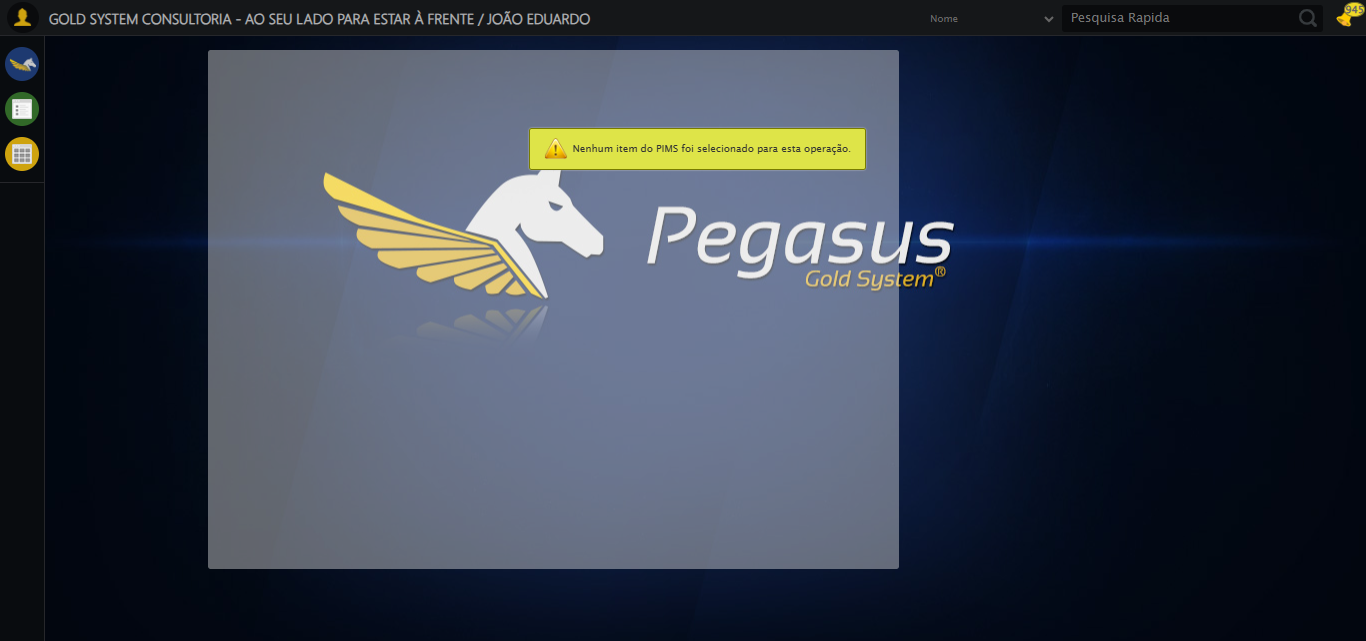 GOLD SYSTEM CONSULTORIA - AO SEU LADO PARA ESTAR À FRENTE / JOÃO EDUARDO
Nome
Pesquisa Rapida
945
Nenhum item do PIMS foi selecionado para esta operação.
Pegasus
Gold System®